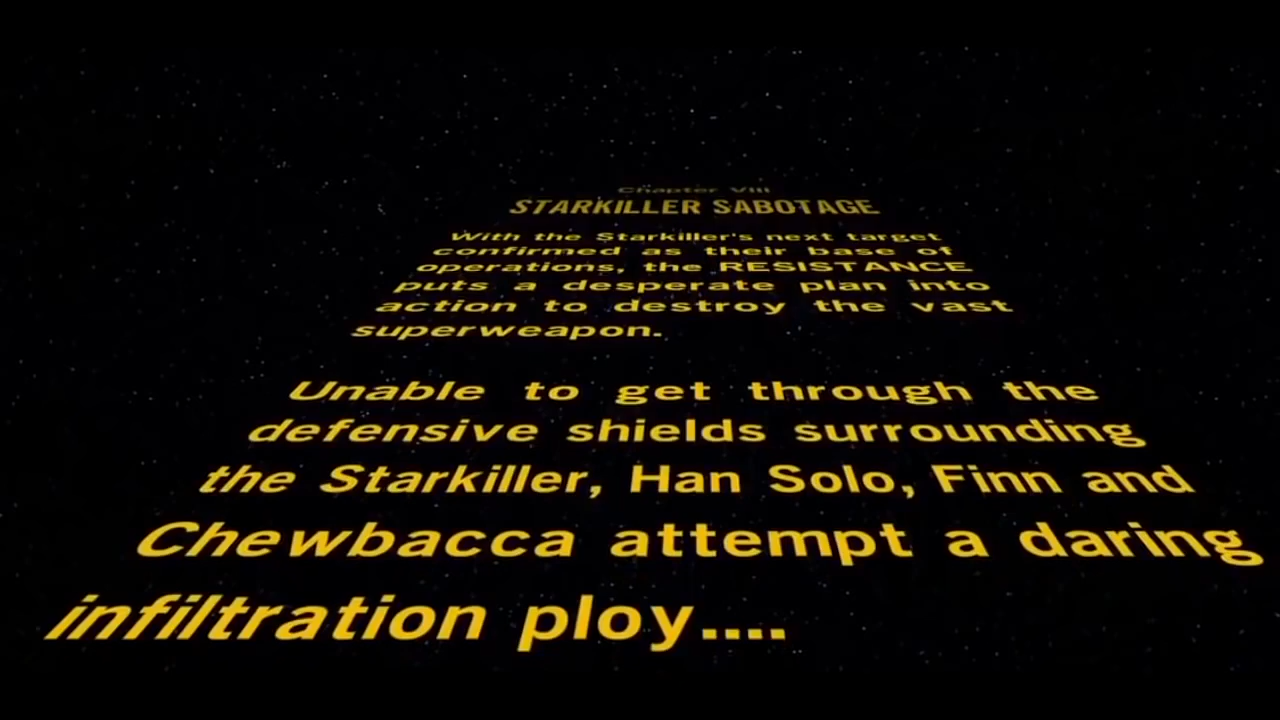 Chapter VIII
STARKILLER SABOTAGE
With the Starkiller's next target
confirmed as their base of
operations, the RESISTANCE
puts a desperate plan into
action to destroy the vast
superweapon.
Unable to get through the
defensive shields surrounding
the Starkiller, Han Solo, Finn and
Chewbacca attempt a daring
infiltration ploy....